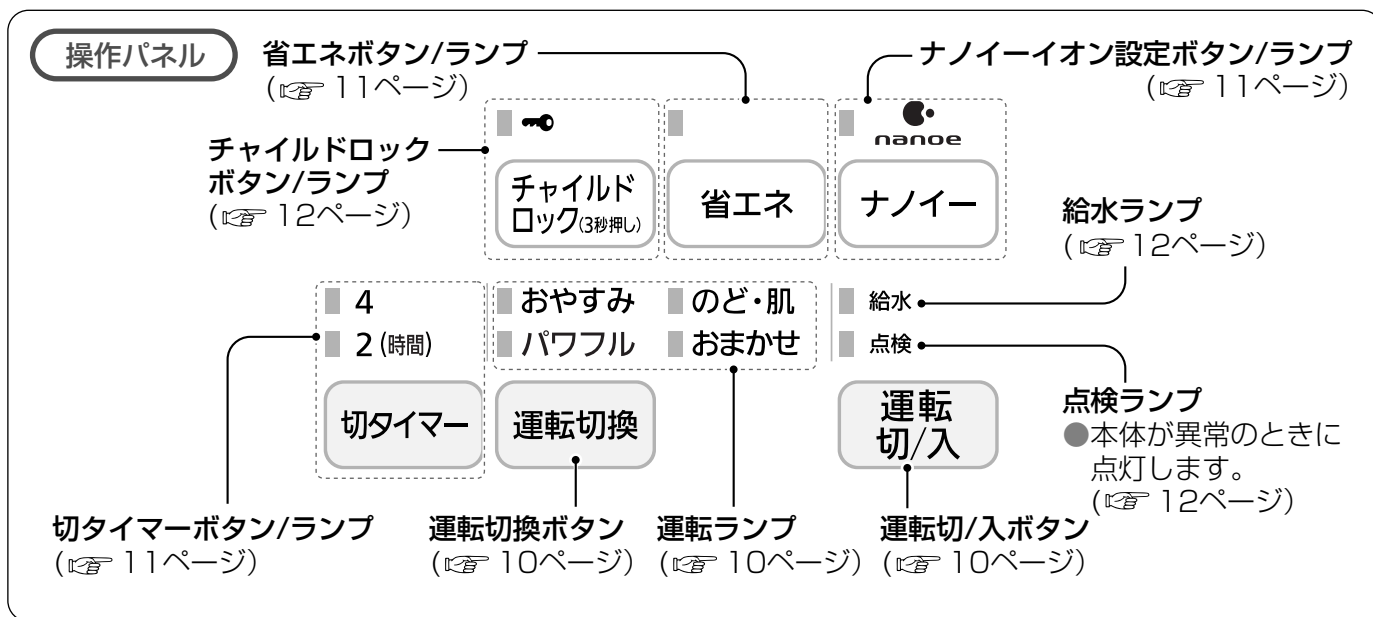 操作パネル
省エネボタン/ランプ
(☞ 11ページ)
ナノイーイオン設定ボタン/ランプ
(☞ 11ページ)
チャイルドロック
ボタン/ランプ
(☞ 12ページ)
nanoe
チャイルド
ロック(3秒押し)
省エネ
ナノイー
給水ランプ
(☞ 12ページ)
4
2(時間)
おやすみ
のど・肌
パワフル
おまかせ
給水
点検
切タイマー
運転切換
運転
切/入
点検ランプ
●本体が異常のときに
点灯します。
(☞ 12ページ)
切タイマーボタン/ランプ
(☞ 11ページ)
運転切換ボタン
(☞ 10ページ)
運転ランプ
(☞ 10ページ)
運転切/入ボタン
(☞ 10ページ)